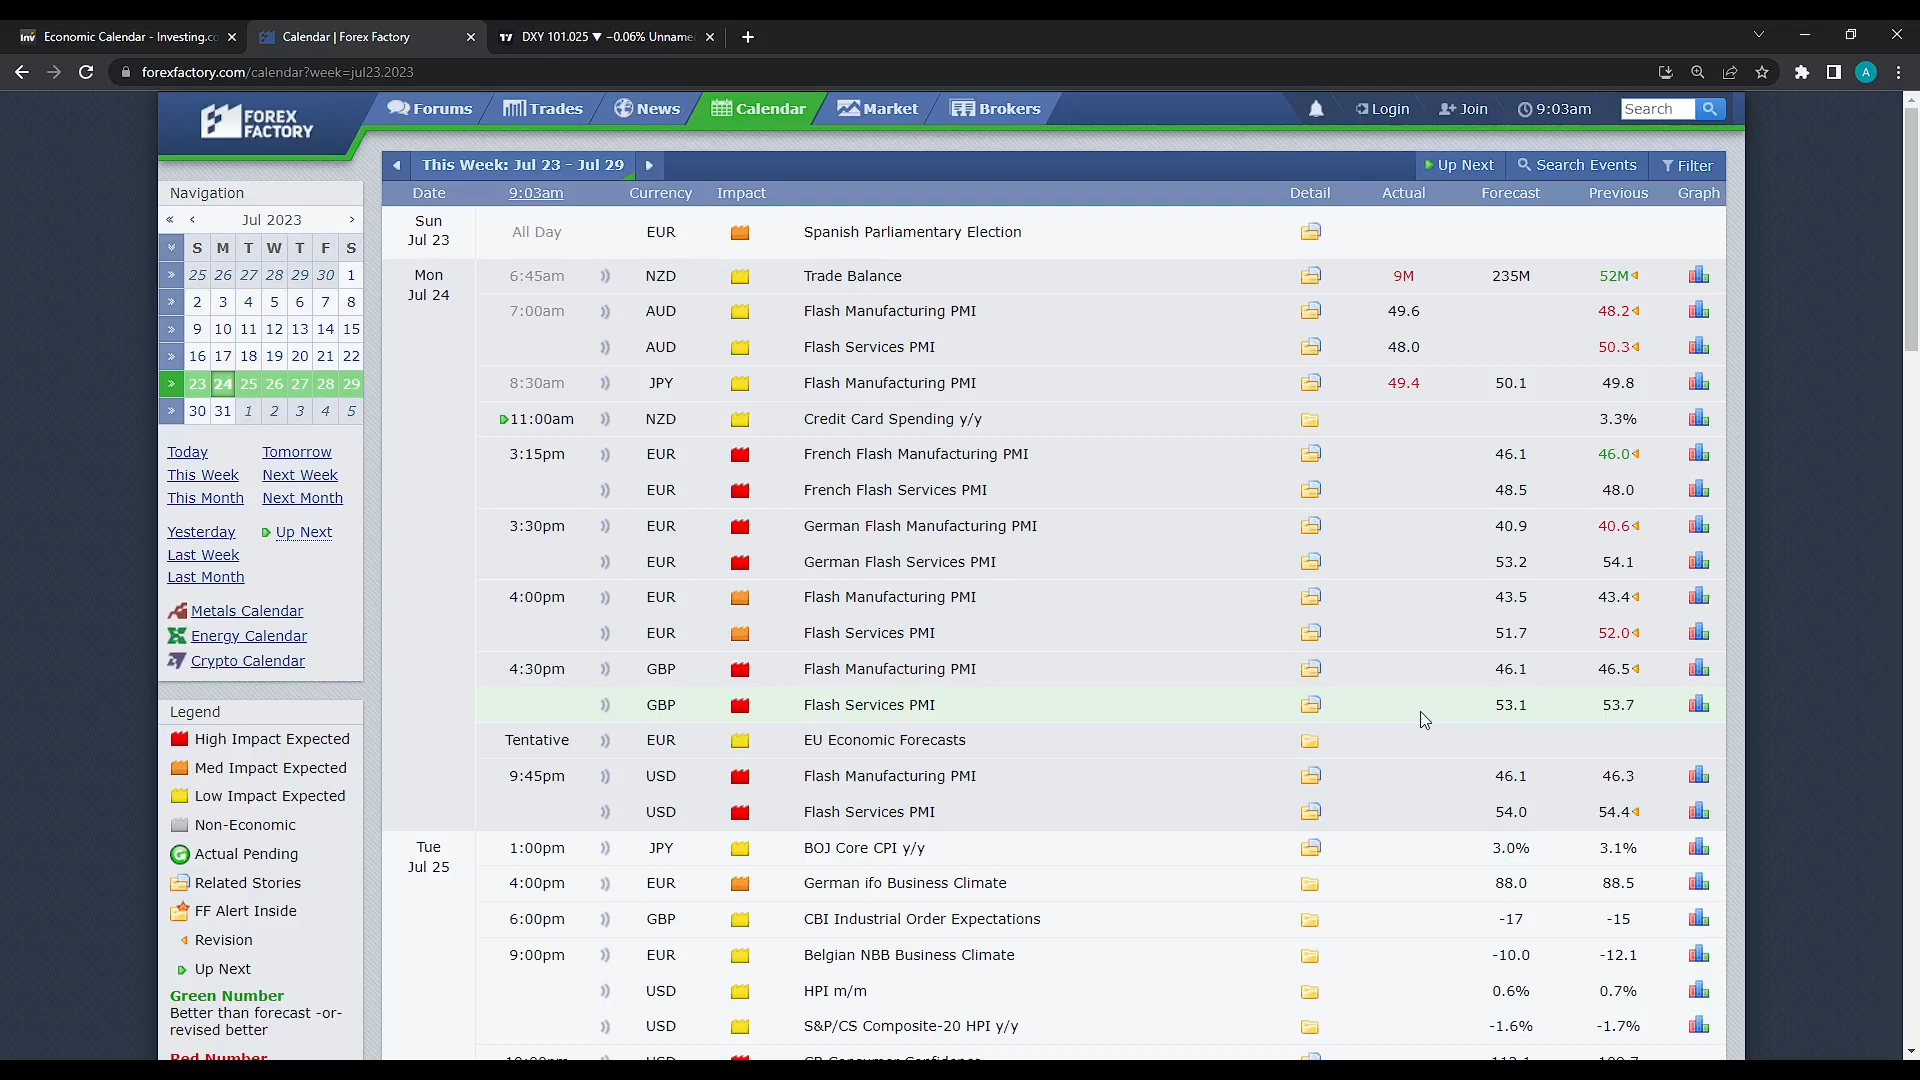 Economic Calendar - Investing.co
Calendar | Forex Factory
DXY 101.025 ▼ −0.06% Unname
forexfactory.com/calendar?week=jul23.2023
A
FOREX FACTORY
Forums Trades News Calendar Market Brokers Login Join 9:03am Search
This Week: Jul 23 - Jul 29 Up Next Search Events Filter
Date 9:03am Currency Impact Detail Actual Forecast Previous Graph
Sun Jul 23 All Day EUR Spanish Parliamentary Election
Mon Jul 24 6:45am NZD Trade Balance 9M 235M 52M
7:00am AUD Flash Manufacturing PMI 49.6 48.2
AUD Flash Services PMI 48.0 50.3
8:30am JPY Flash Manufacturing PMI 49.4 50.1 49.8
11:00am NZD Credit Card Spending y/y 3.3%
3:15pm EUR French Flash Manufacturing PMI 46.1 46.0
EUR French Flash Services PMI 48.5 48.0
3:30pm EUR German Flash Manufacturing PMI 40.9 40.6
EUR German Flash Services PMI 53.2 54.1
4:00pm EUR Flash Manufacturing PMI 43.5 43.4
EUR Flash Services PMI 51.7 52.0
4:30pm GBP Flash Manufacturing PMI 46.1 46.5
GBP Flash Services PMI 53.1 53.7
Tentative EUR EU Economic Forecasts
9:45pm USD Flash Manufacturing PMI 46.1 46.3
USD Flash Services PMI 54.0 54.4
Tue Jul 25 1:00pm JPY BOJ Core CPI y/y 3.0% 3.1%
4:00pm EUR German ifo Business Climate 88.0 88.5
6:00pm GBP CBI Industrial Order Expectations -17 -15
9:00pm EUR Belgian NBB Business Climate -10.0 -12.1
USD HPI m/m 0.6% 0.7%
USD S&P/CS Composite-20 HPI y/y -1.6% -1.7%
Navigation
« ‹ Jul 2023 ›
S M T W T F S
» 25 26 27 28 29 30 1
» 2 3 4 5 6 7 8
» 9 10 11 12 13 14 15
» 16 17 18 19 20 21 22
» 23 24 25 26 27 28 29
» 30 31 1 2 3 4 5
Today Tomorrow
This Week Next Week
This Month Next Month
Yesterday Up Next
Last Week
Last Month
Metals Calendar
Energy Calendar
Crypto Calendar
Legend
High Impact Expected
Med Impact Expected
Low Impact Expected
Non-Economic
Actual Pending
Related Stories
FF Alert Inside
Revision
Up Next
Green Number
Better than forecast -or-
revised better
Red Number